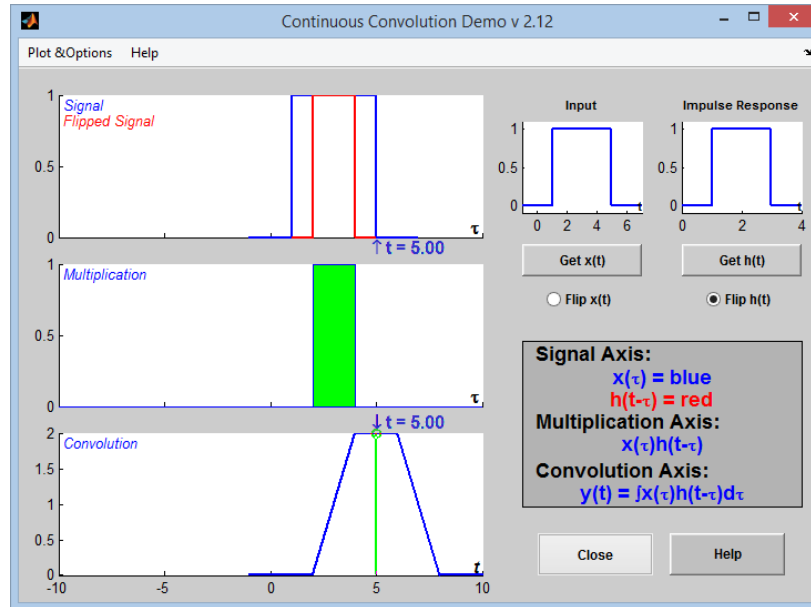 Continuous Convolution Demo v 2.12
Plot &Options Help
Signal
Flipped Signal
1
0.5
0
τ
↑t = 5.00
Multiplication
1
0.5
0
τ
↓t = 5.00
Convolution
2
1.5
1
0.5
0
t
-10 -5 0 5 10
Input
1
0.5
0
t
0 2 4 6
Get x(t)
Flip x(t)
Impulse Response
1
0.5
0
t
0 2 4
Get h(t)
Flip h(t)
Signal Axis:
x(τ) = blue
h(t-τ) = red
Multiplication Axis:
x(τ)h(t-τ)
Convolution Axis:
y(t) = ∫x(τ)h(t-τ)dτ
Close
Help